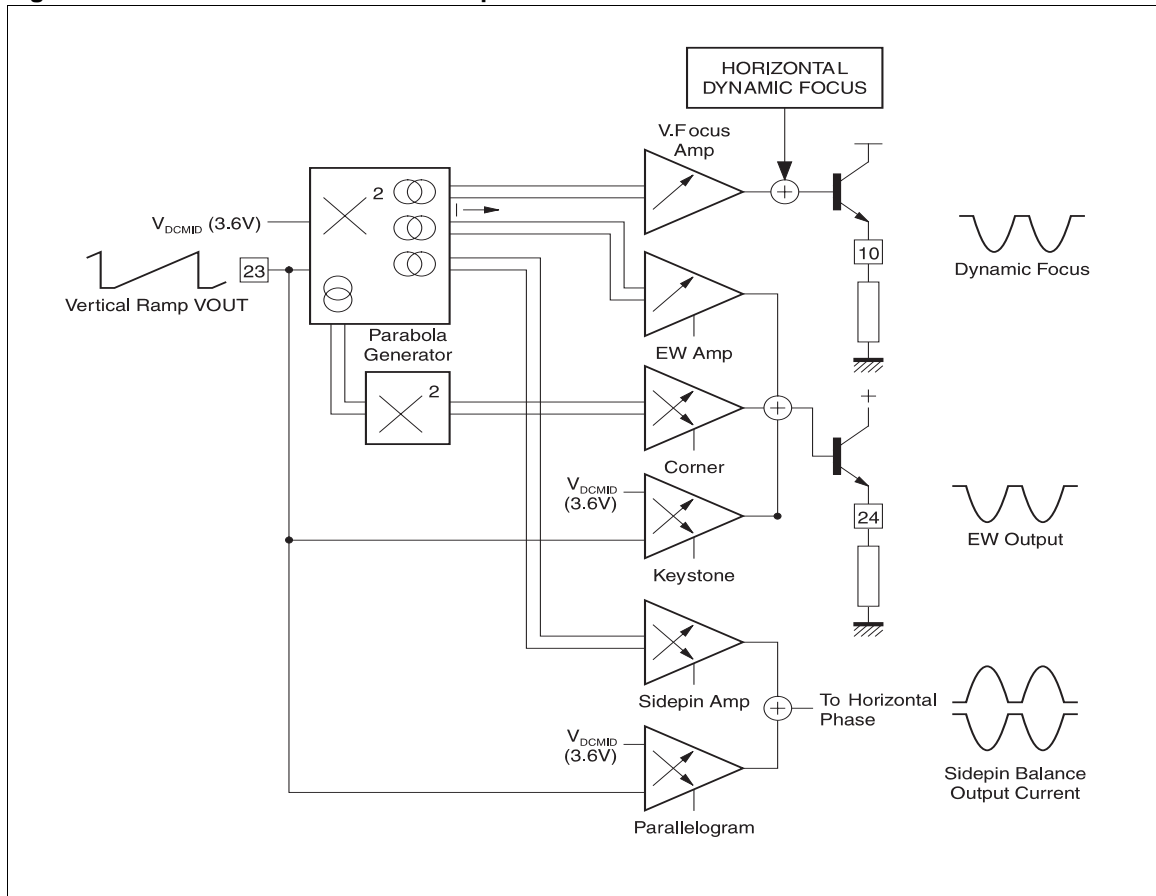 HORIZONTAL
DYNAMIC FOCUS
V.Focus
Amp
2
I
VDCMID (3.6V)
23
Vertical Ramp VOUT
Parabola
Generator
2
10
Dynamic Focus
EW Amp
Corner
VDCMID
(3.6V)
24
EW Output
Keystone
Sidepin Amp
To Horizontal
Phase
VDCMID
(3.6V)
Sidepin Balance
Output Current
Parallelogram